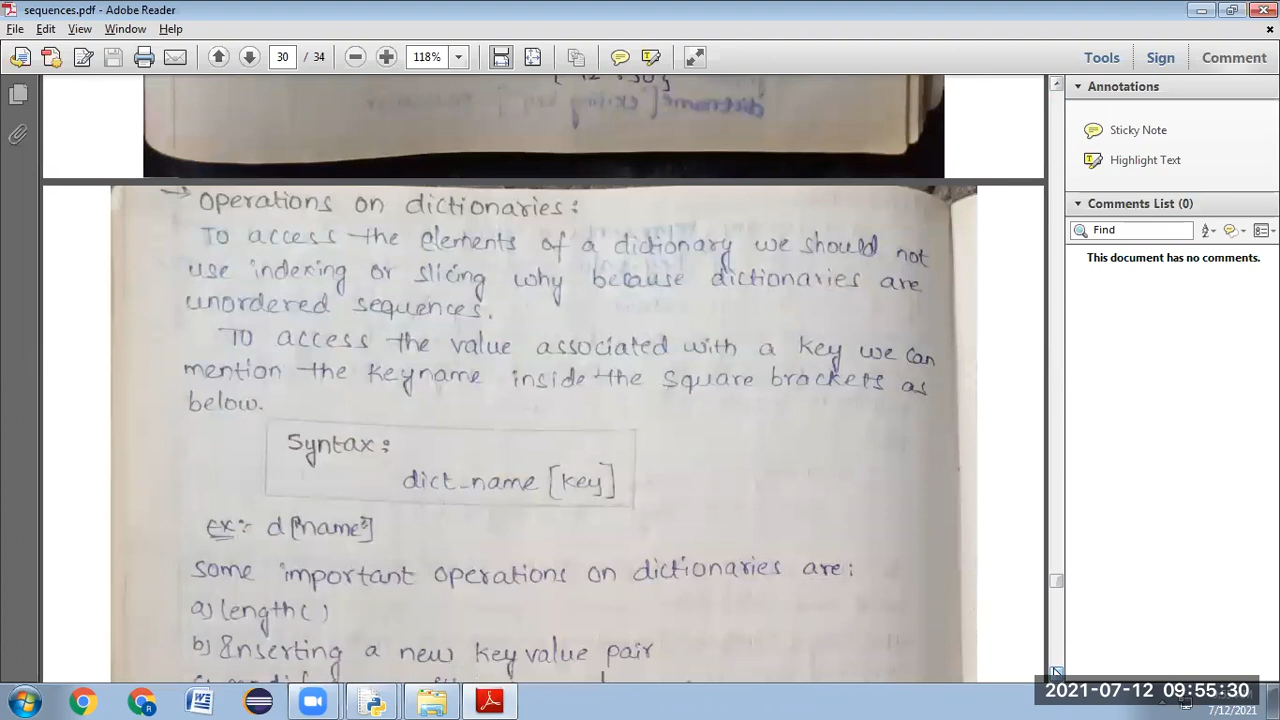 sequences.pdf - Adobe Reader
File Edit View Window Help
30 / 34 118% Tools Sign Comment
Annotations
Sticky Note
Highlight Text
Comments List (0)
Find
This document has no comments.
→ Operations on dictionaries:
To access the elements of a dictionary we should not
use indexing or slicing why because dictionaries are
unordered sequences.
To access the value associated with a key we can
mention the keyname inside the square brackets as
below.
Syntax:
dict_name [key]
ex:- d["name"]
Some important operations on dictionaries are:
a) length( )
b) Inserting a new key value pair
2021-07-12 09:55:30
7/12/2021